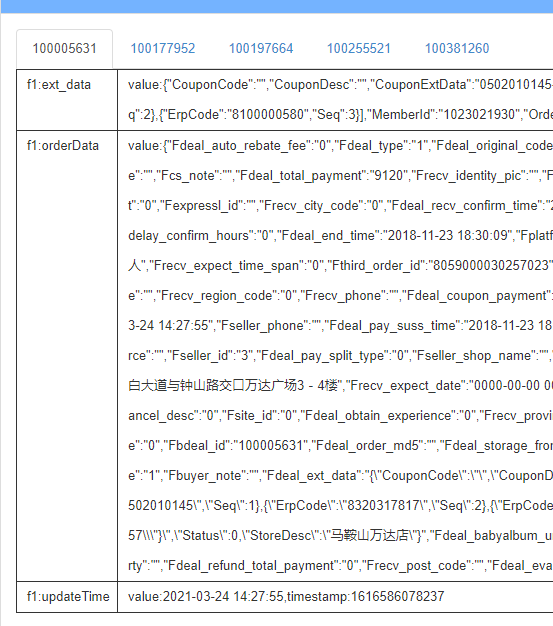 100005631 100177952 100197664 100255521 100381260
f1:ext_data value:{"CouponCode":"","CouponDesc":"","CouponExtData":"0502010145-
q":2},{"ErpCode":"8100000580","Seq":3}],"MemberId":"1023021930","Orde
f1:orderData value:{"Fdeal_auto_rebate_fee":"0","Fdeal_type":"1","Fdeal_original_code
e":"","Fcs_note":"","Fdeal_total_payment":"9120","Frecv_identity_pic":"","F
t":"0","Fexpressl_id":"","Frecv_city_code":"0","Fdeal_recv_confirm_time":"2
delay_confirm_hours":"0","Fdeal_end_time":"2018-11-23 18:30:09","Fplatf
人","Frecv_expect_time_span":"0","Fthird_order_id":"8059000030257023"
e":"","Frecv_region_code":"0","Frecv_phone":"","Fdeal_coupon_payment":
3-24 14:27:55","Fseller_phone":"","Fdeal_pay_suss_time":"2018-11-23 18
rce":"","Fseller_id":"3","Fdeal_pay_split_type":"0","Fseller_shop_name":"","
白大道与钟山路交口万达广场3－4楼","Frecv_expect_date":"0000-00-00 00
ancel_desc":"0","Fsite_id":"0","Fdeal_obtain_experience":"0","Frecv_provi
e":"0","Fbdeal_id":"100005631","Fdeal_order_md5":"","Fdeal_storage_fror
e":"1","Fbuyer_note":"","Fdeal_ext_data":"{\"CouponCode\":\"\",\"CouponD
502010145\",\"Seq\":1},{\"ErpCode\":\"8320317817\",\"Seq\":2},{\"ErpCode
57\\\"}\",\"Status\":0,\"StoreDesc\":\"马鞍山万达店\"}","Fdeal_babyalbum_u
rty":"","Fdeal_refund_total_payment":"0","Frecv_post_code":"","Fdeal_eva
f1:updateTime value:2021-03-24 14:27:55,timestamp:1616586078237